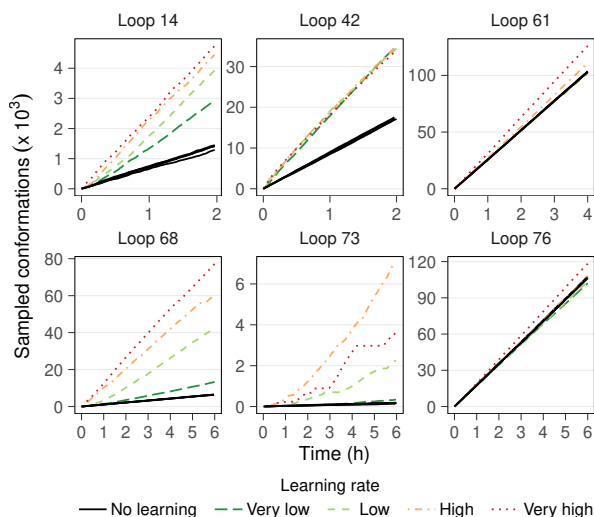 Loop 14 Loop 42 Loop 61
4
3
2
1
0
0 1 2
30
20
10
0
0 1 2
100
50
0
0 1 2 3 4
Loop 68 Loop 73 Loop 76
80
60
40
20
0
0 1 2 3 4 5 6
6
4
2
0
0 1 2 3 4 5 6
120
90
60
30
0
0 1 2 3 4 5 6
Sampled conformations (x 10³)
Time (h)
Learning rate
No learning Very low Low High Very high